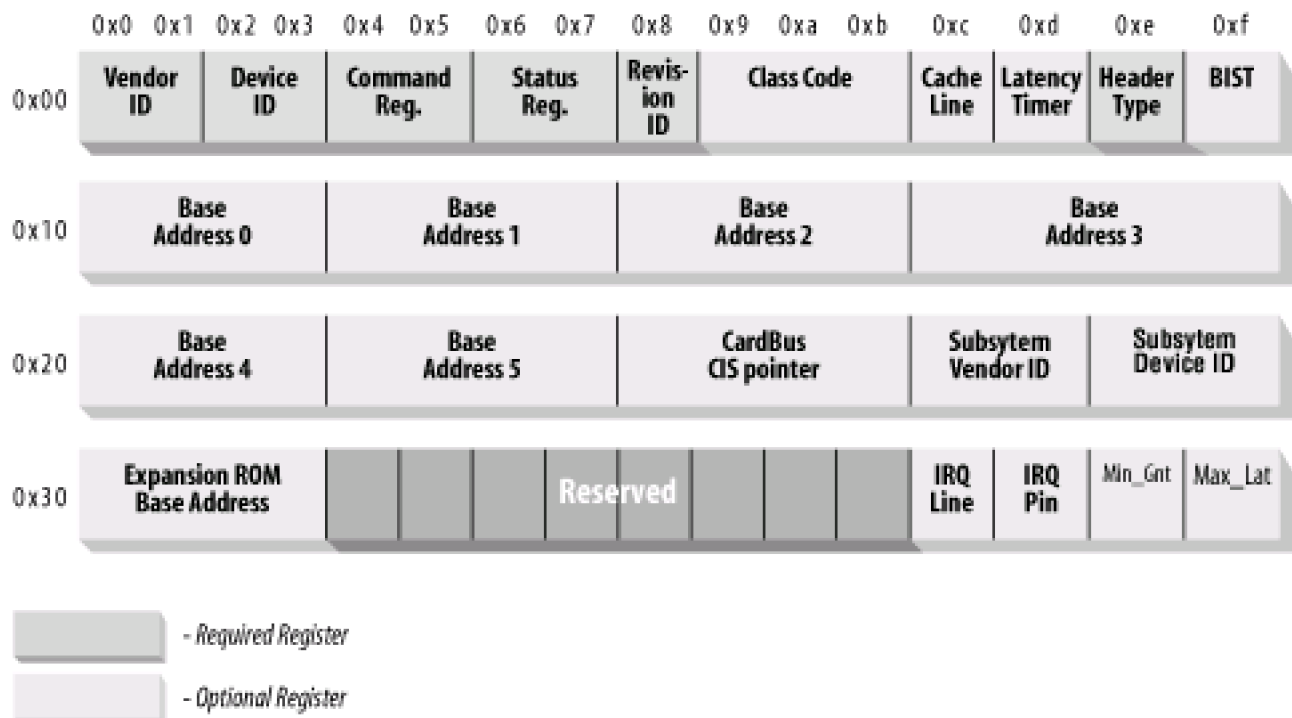 0x0 0x1 0x2 0x3 0x4 0x5 0x6 0x7 0x8 0x9 0xa 0xb 0xc 0xd 0xe 0xf
0x00
Vendor
ID
Device
ID
Command
Reg.
Status
Reg.
Revis-
ion
ID
Class Code
Cache
Line
Latency
Timer
Header
Type
BIST
0x10
Base
Address 0
Base
Address 1
Base
Address 2
Base
Address 3
0x20
Base
Address 4
Base
Address 5
CardBus
CIS pointer
Subsytem
Vendor ID
Subsytem
Device ID
0x30
Expansion ROM
Base Address
Reserved
IRQ
Line
IRQ
Pin
Min_Gnt
Max_Lat
- Required Register
- Optional Register